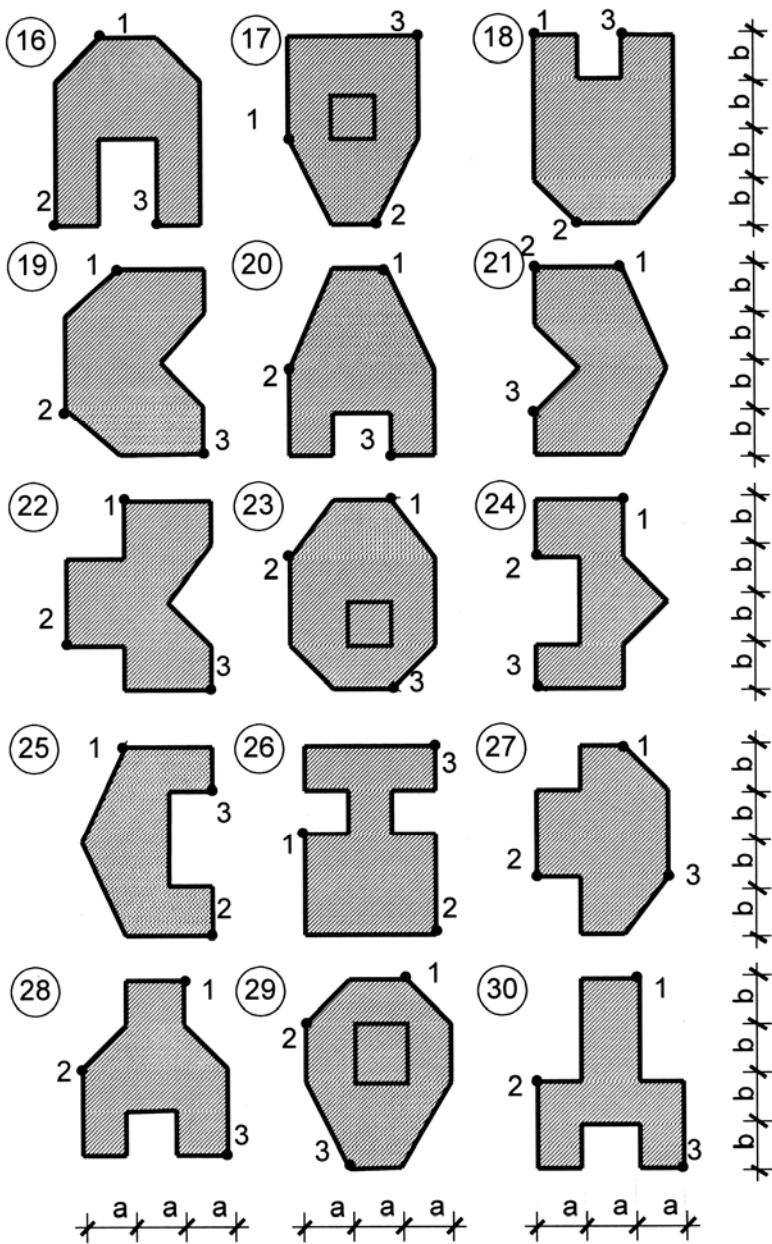 16 1 2 3
17 3 1 2
18 1 3 2
b b b b
19 1 2 3
20 1 2 3
21 2 1 3
b b b b
22 1 2 3
23 1 2 3
24 1 2 3
b b b b
25 1 3 2
26 3 1 2
27 1 2 3
b b b b
28 1 2 3
29 1 2 3
30 1 2 3
b b b b
a a a a a a a a a